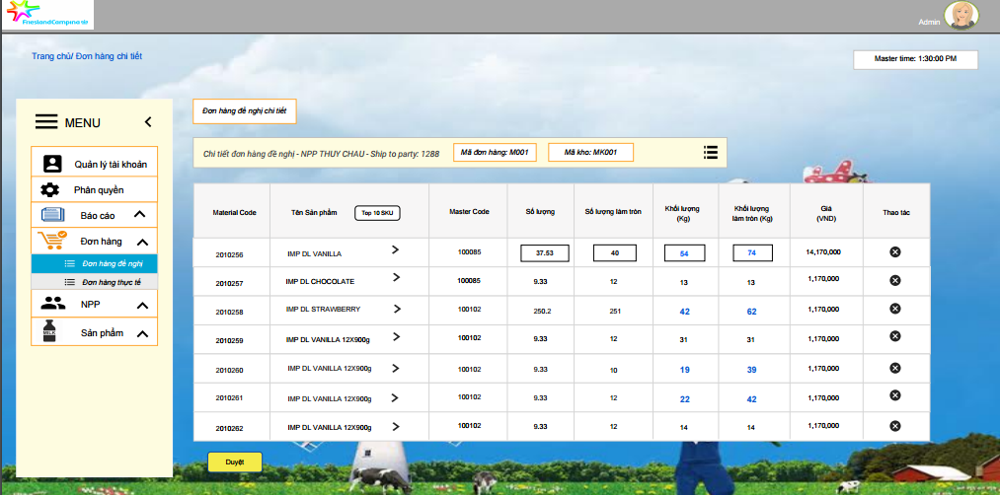 FrieslandCampina
Admin
Trang chủ/ Đơn hàng chi tiết
Master time: 1:30:00 PM
MENU
Quản lý tài khoản
Phân quyền
Báo cáo
Đơn hàng
Đơn hàng đề nghị
Đơn hàng thực tế
NPP
Sản phẩm
Đơn hàng đề nghị chi tiết
Chi tiết đơn hàng đề nghị - NPP THUY CHAU - Ship to party: 1288 Mã đơn hàng: M001 Mã kho: MK001
Material Code Tên Sản phẩm Top 10 SKU Master Code Số lượng Số lượng làm tròn Khối lượng (Kg) Khối lượng làm tròn (Kg) Giá (VND) Thao tác
2010256 IMP DL VANILLA 100085 37.53 40 54 74 14,170,000
2010257 IMP DL CHOCOLATE 100085 9.33 12 13 13 1,170,000
2010258 IMP DL STRAWBERRY 100102 250.2 251 42 62 1,170,000
2010259 IMP DL VANILLA 12X900g 100102 9.33 12 31 31 1,170,000
2010260 IMP DL VANILLA 12X900g 100102 9.33 10 19 39 1,170,000
2010261 IMP DL VANILLA 12X900g 100102 9.33 12 22 42 1,170,000
2010262 IMP DL VANILLA 12X900g 100102 9.33 12 14 14 1,170,000
Duyệt